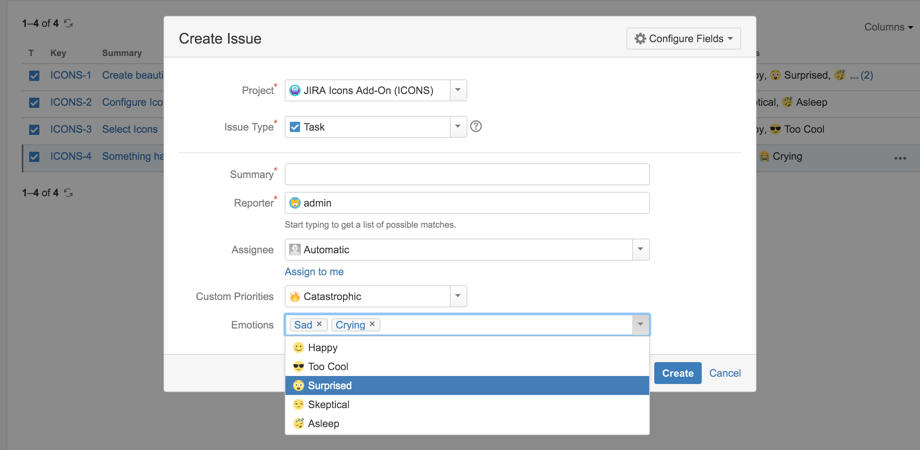 1–4 of 4
Columns
T Key Summary s
ICONS-1 Create beauti py, Surprised, ... (2)
ICONS-2 Configure Ico tical, Asleep
ICONS-3 Select Icons py, Too Cool
ICONS-4 Something ha Crying
1–4 of 4
Create Issue
Configure Fields
Project* JIRA Icons Add-On (ICONS)
Issue Type* Task ?
Summary*
Reporter* admin
Start typing to get a list of possible matches.
Assignee Automatic
Assign to me
Custom Priorities Catastrophic
Emotions Sad × Crying ×
Happy
Too Cool
Surprised
Skeptical
Asleep
Create Cancel